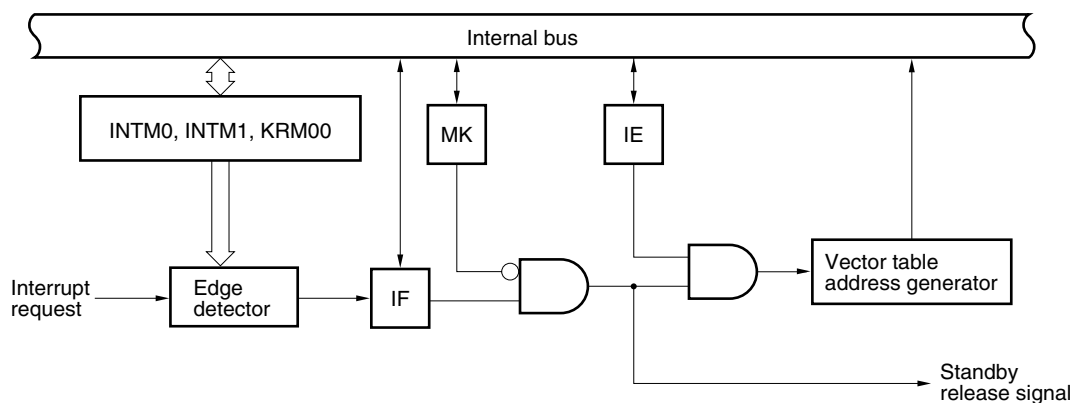 Internal bus
INTM0, INTM1, KRM00
MK
IE
Interrupt
request
Edge
detector
IF
Vector table
address generator
Standby
release signal